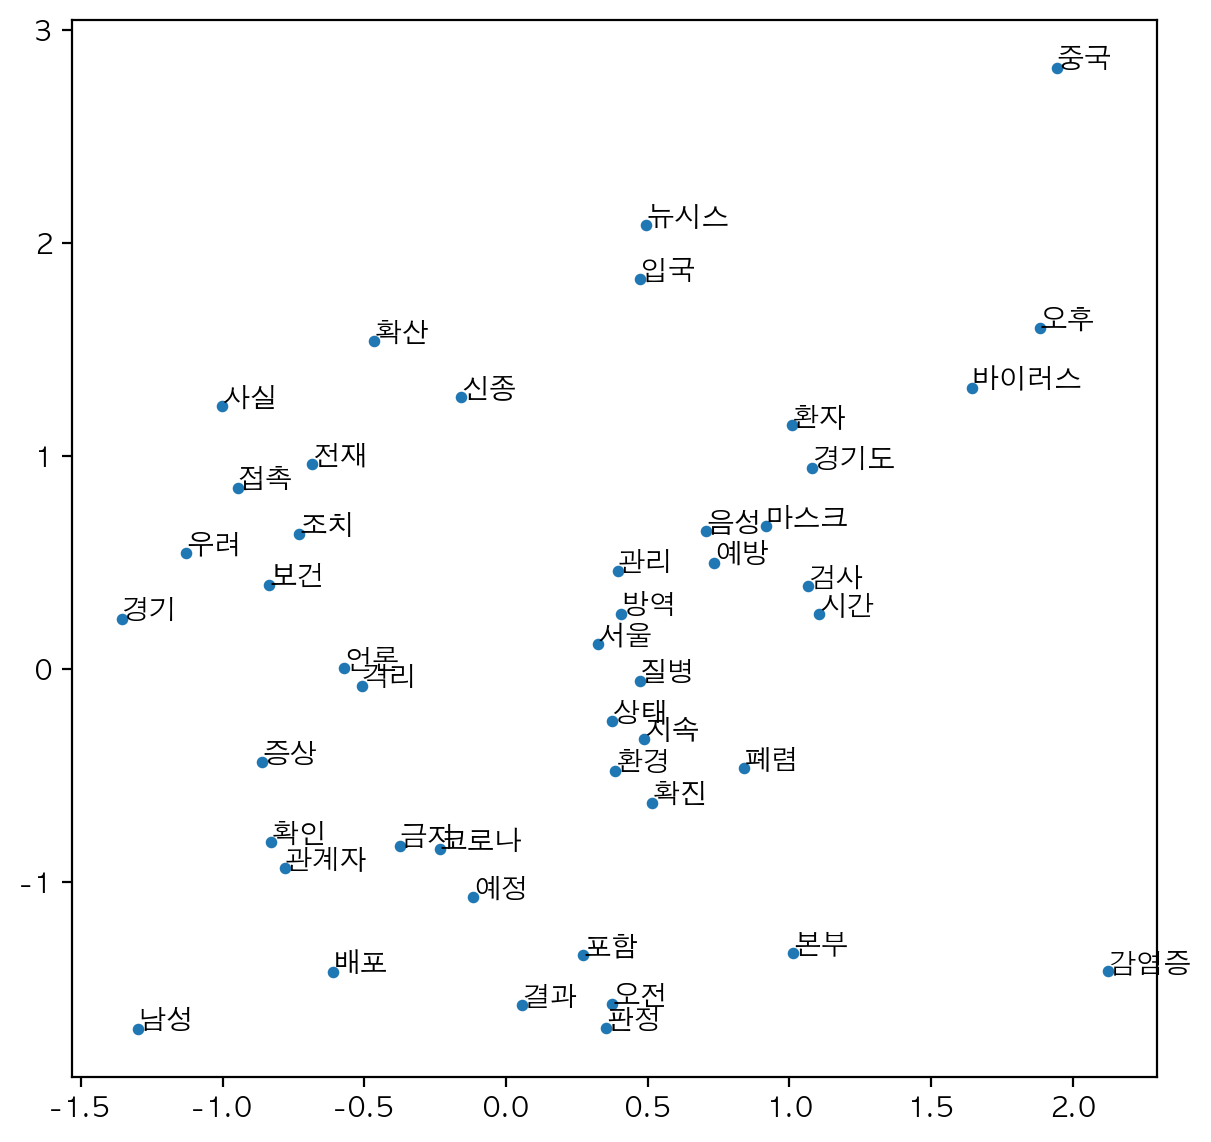 3
중국
뉴시스
2
입국
오후
확산
바이러스
신종
사실
환자
전재
경기도
1
접촉
조치
음성
마스크
우려
예방
관리
보건
검사
경기
방역
시간
서울
언론
0
격리
질병
상태
지속
증상
환경
폐렴
확진
확인
금지
코로나
관계자
-1
예정
포함
본부
배포
감염증
결과
오전
남성
판정
-1.5
-1.0
-0.5
0.0
0.5
1.0
1.5
2.0